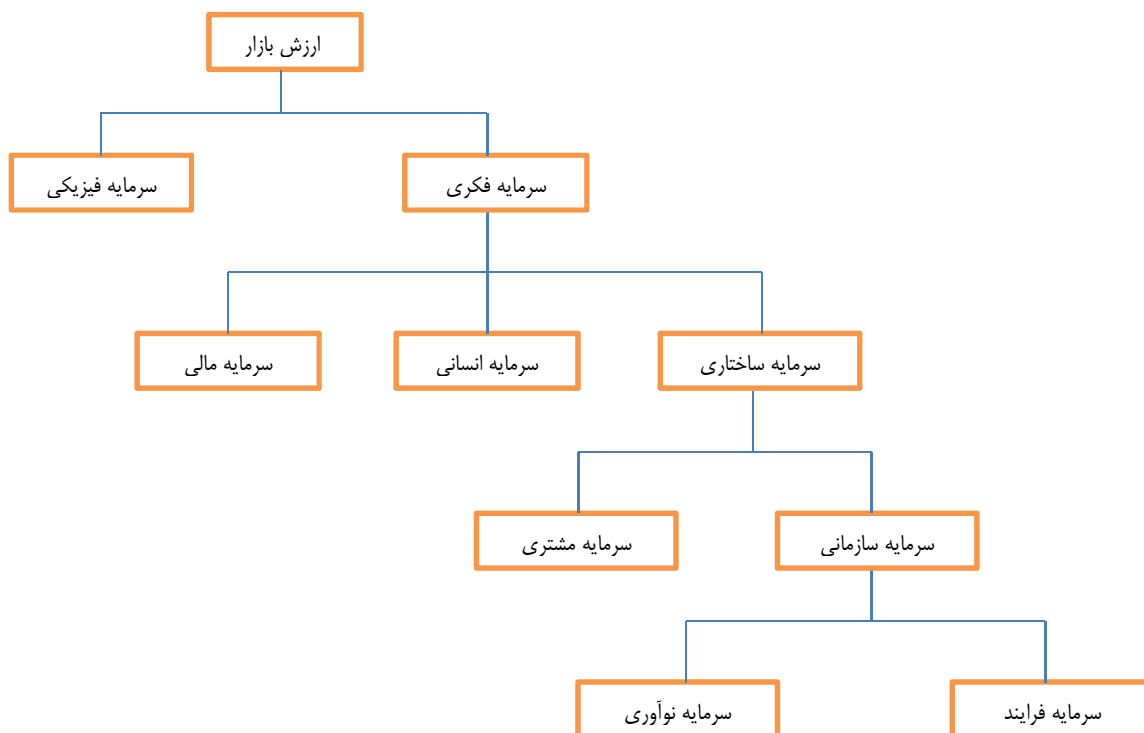 ارزش بازار
سرمایه فکری
سرمایه فیزیکی
سرمایه ساختاری
سرمایه انسانی
سرمایه مالی
سرمایه سازمانی
سرمایه مشتری
سرمایه فرایند
سرمایه نوآوری